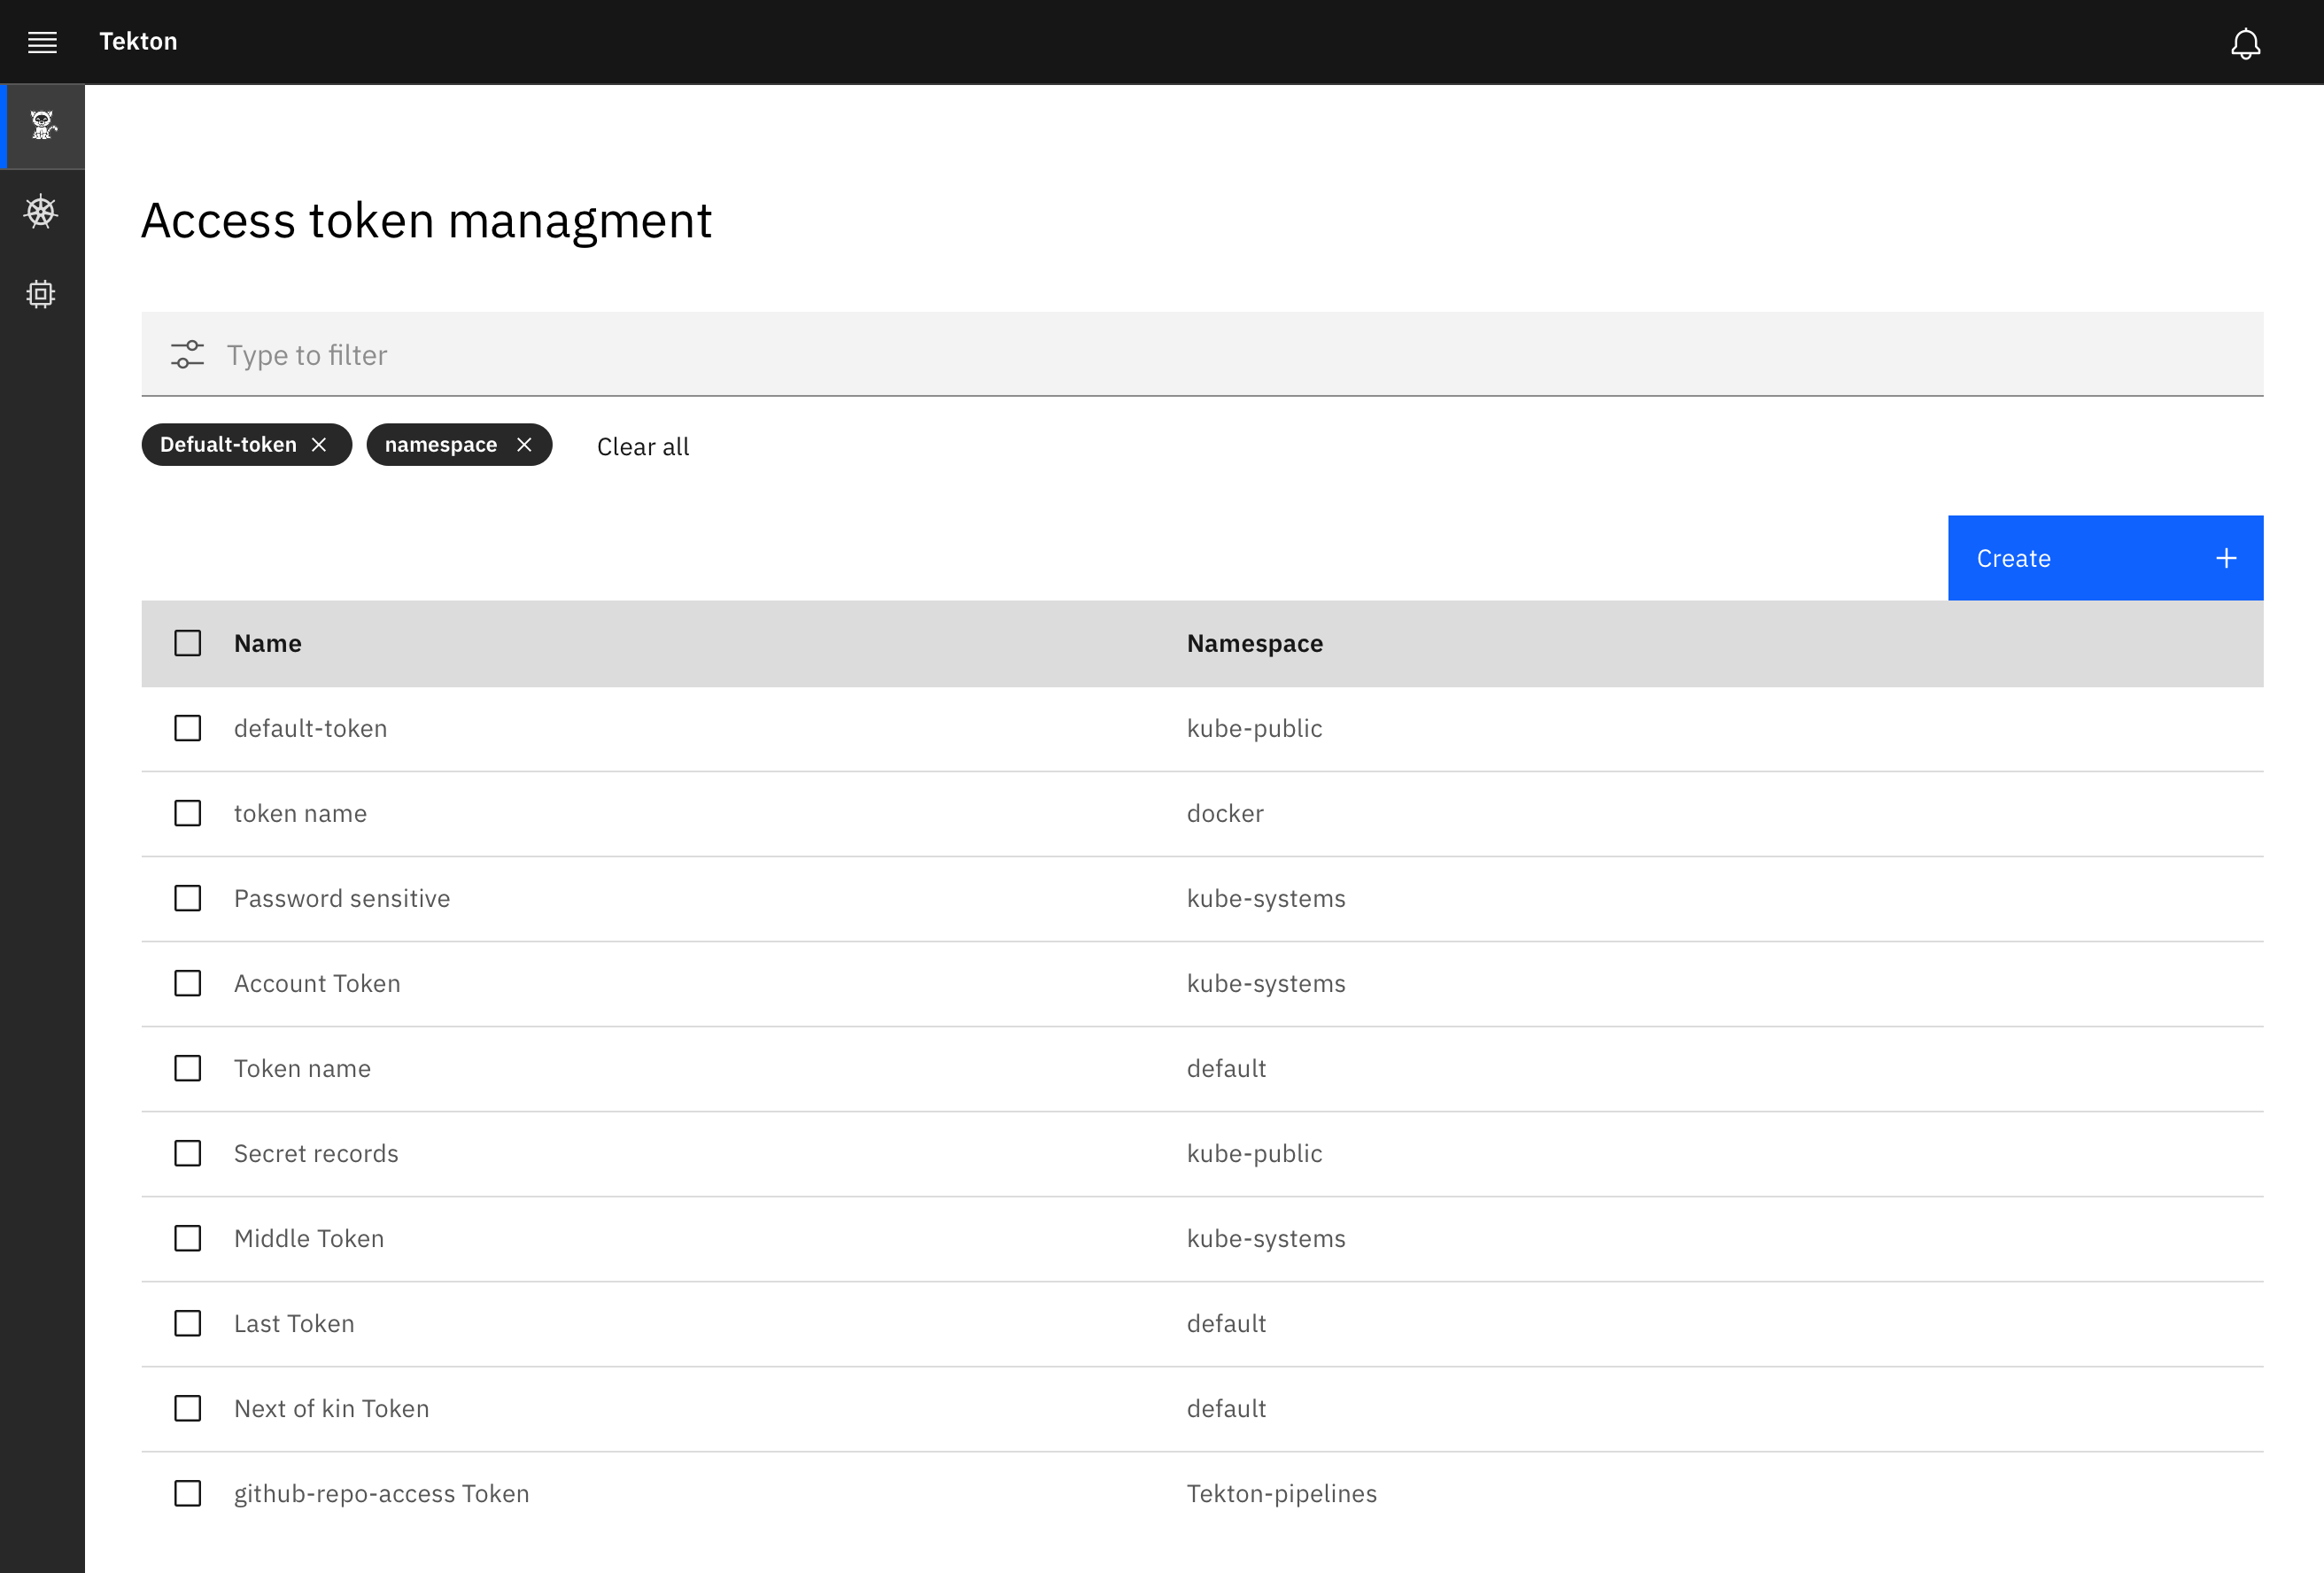 Tekton
Access token managment
Type to filter
Defualt-token namespace Clear all
Create
Name Namespace
default-token kube-public
token name docker
Password sensitive kube-systems
Account Token kube-systems
Token name default
Secret records kube-public
Middle Token kube-systems
Last Token default
Next of kin Token default
github-repo-access Token Tekton-pipelines